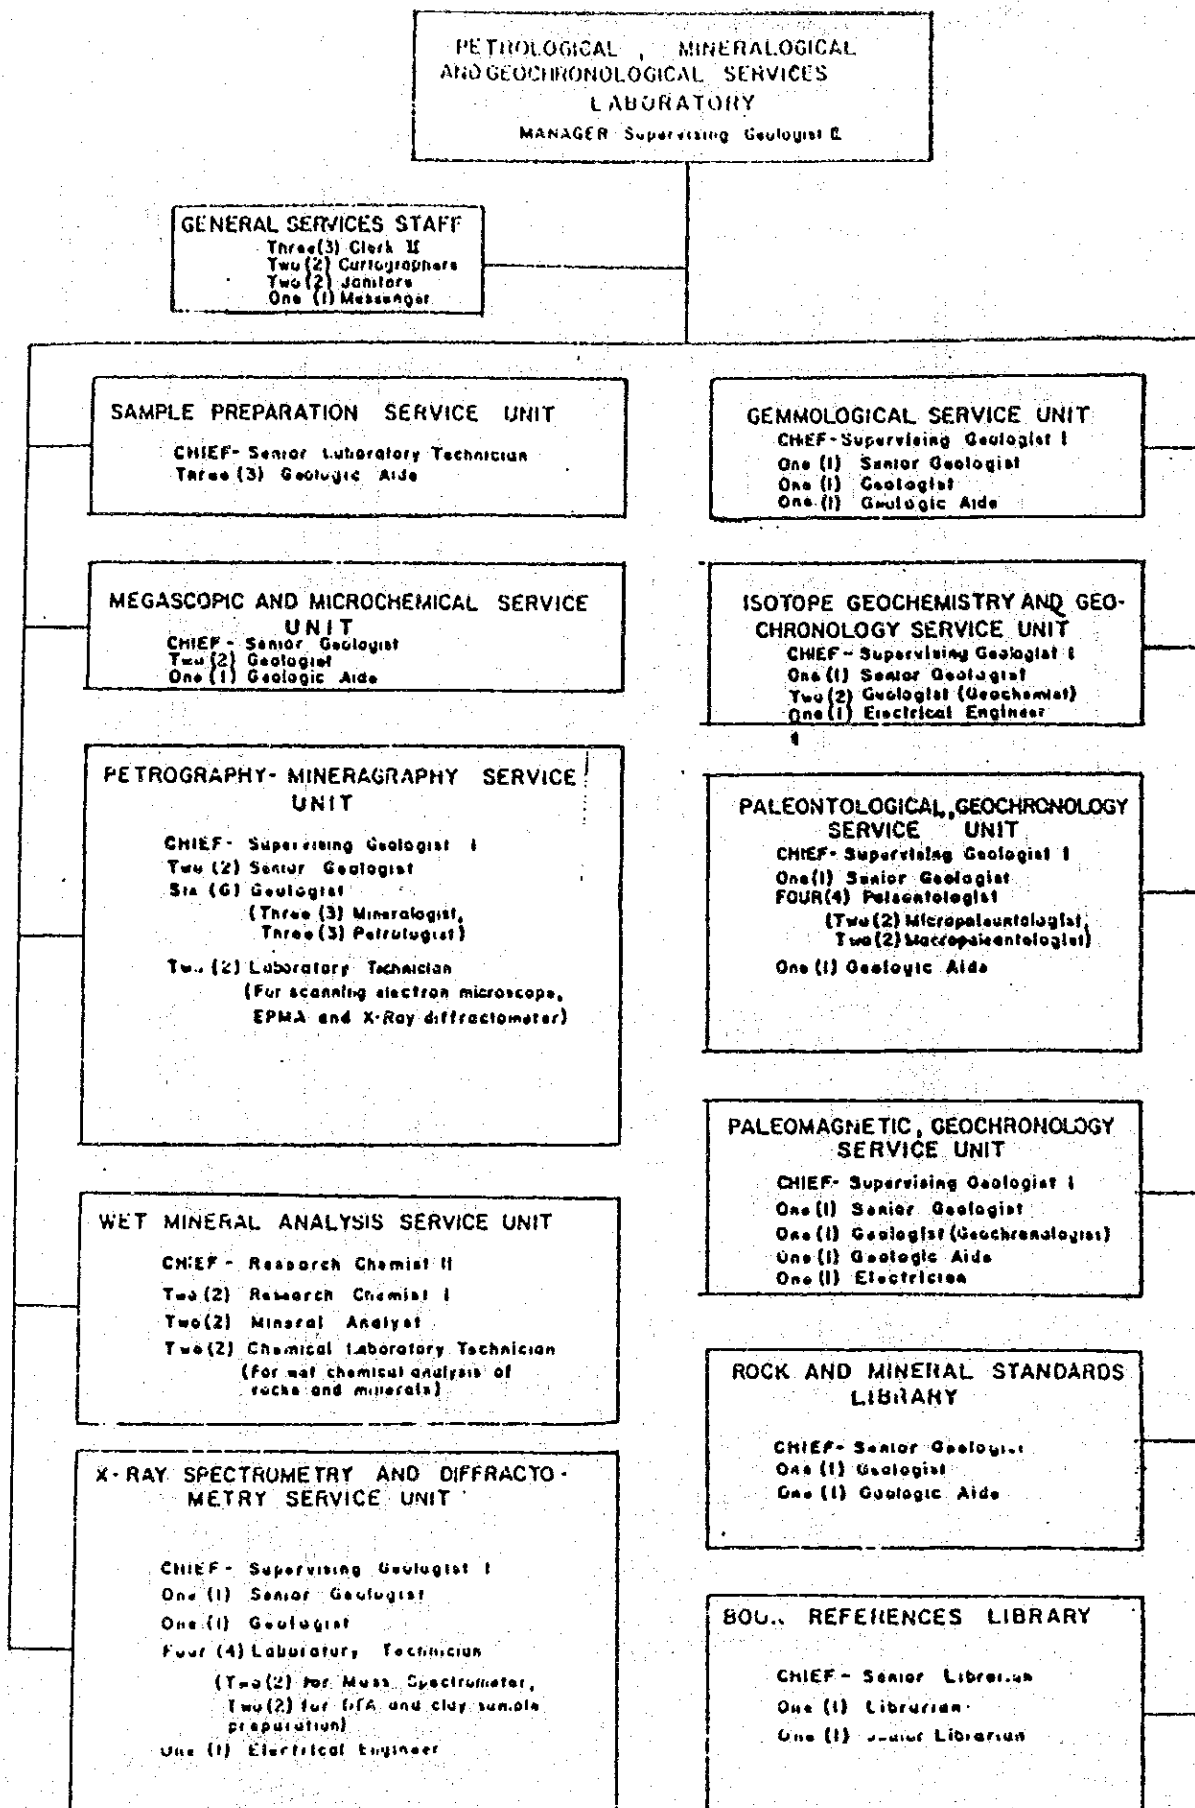 PETROLOGICAL , MINERALOGICAL
AND GEOCHRONOLOGICAL SERVICES
LABORATORY
MANAGER Supervising Geologist II
GENERAL SERVICES STAFF
Three(3) Clerk II
Two (2) Cartographers
Two (2) Janitors
One (1) Messenger
SAMPLE PREPARATION SERVICE UNIT
CHIEF- Senior Laboratory Technician
Three (3) Geologic Aide
MEGASCOPIC AND MICROCHEMICAL SERVICE
UNIT
CHIEF - Senior Geologist
Two (2) Geologist
One (1) Geologic Aide
PETROGRAPHY- MINERAGRAPHY SERVICE
UNIT
CHIEF- Supervising Geologist I
Two (2) Senior Geologist
Six (6) Geologist
(Three (3) Mineralogist,
Three (3) Petrologist)
Two (2) Laboratory Technician
(For scanning electron microscope,
EPMA and X-Ray diffractometer)
WET MINERAL ANALYSIS SERVICE UNIT
CHIEF - Research Chemist II
Two (2) Research Chemist I
Two(2) Mineral Analyst
Two(2) Chemical Laboratory Technician
(For wet chemical analysis of
rocks and minerals)
X-RAY SPECTROMETRY AND DIFFRACTO-
METRY SERVICE UNIT
CHIEF- Supervising Geologist I
One (1) Senior Geologist
One (1) Geologist
Four (4) Laboratory Technician
(Two(2) for Mass Spectrometer,
Two(2) for DTA and clay sample
preparation)
One (1) Electrical Engineer
GEMMOLOGICAL SERVICE UNIT
CHIEF-Supervising Geologist I
One (1) Senior Geologist
One (1) Geologist
One (1) Geologic Aide
ISOTOPE GEOCHEMISTRY AND GEO-
CHRONOLOGY SERVICE UNIT
CHIEF - Supervising Geologist I
One (1) Senior Geologist
Two (2) Geologist (Geochemist)
One (1) Electrical Engineer
PALEONTOLOGICAL, GEOCHRONOLOGY
SERVICE UNIT
CHIEF- Supervising Geologist I
One(1) Senior Geologist
FOUR(4) Paleontologist
(Two(2) Micropaleontologist,
Two(2) Macropaleontologist)
One (1) Geologic Aide
PALEOMAGNETIC, GEOCHRONOLOGY
SERVICE UNIT
CHIEF- Supervising Geologist I
One (1) Senior Geologist
One (1) Geologist (Geochronologist)
One (1) Geologic Aide
One (1) Electrician
ROCK AND MINERAL STANDARDS
LIBRARY
CHIEF- Senior Geologist
One (1) Geologist
One (1) Geologic Aide
REFERENCES LIBRARY
CHIEF - Senior Librarian
One (1) Librarian
One (1) Librarian